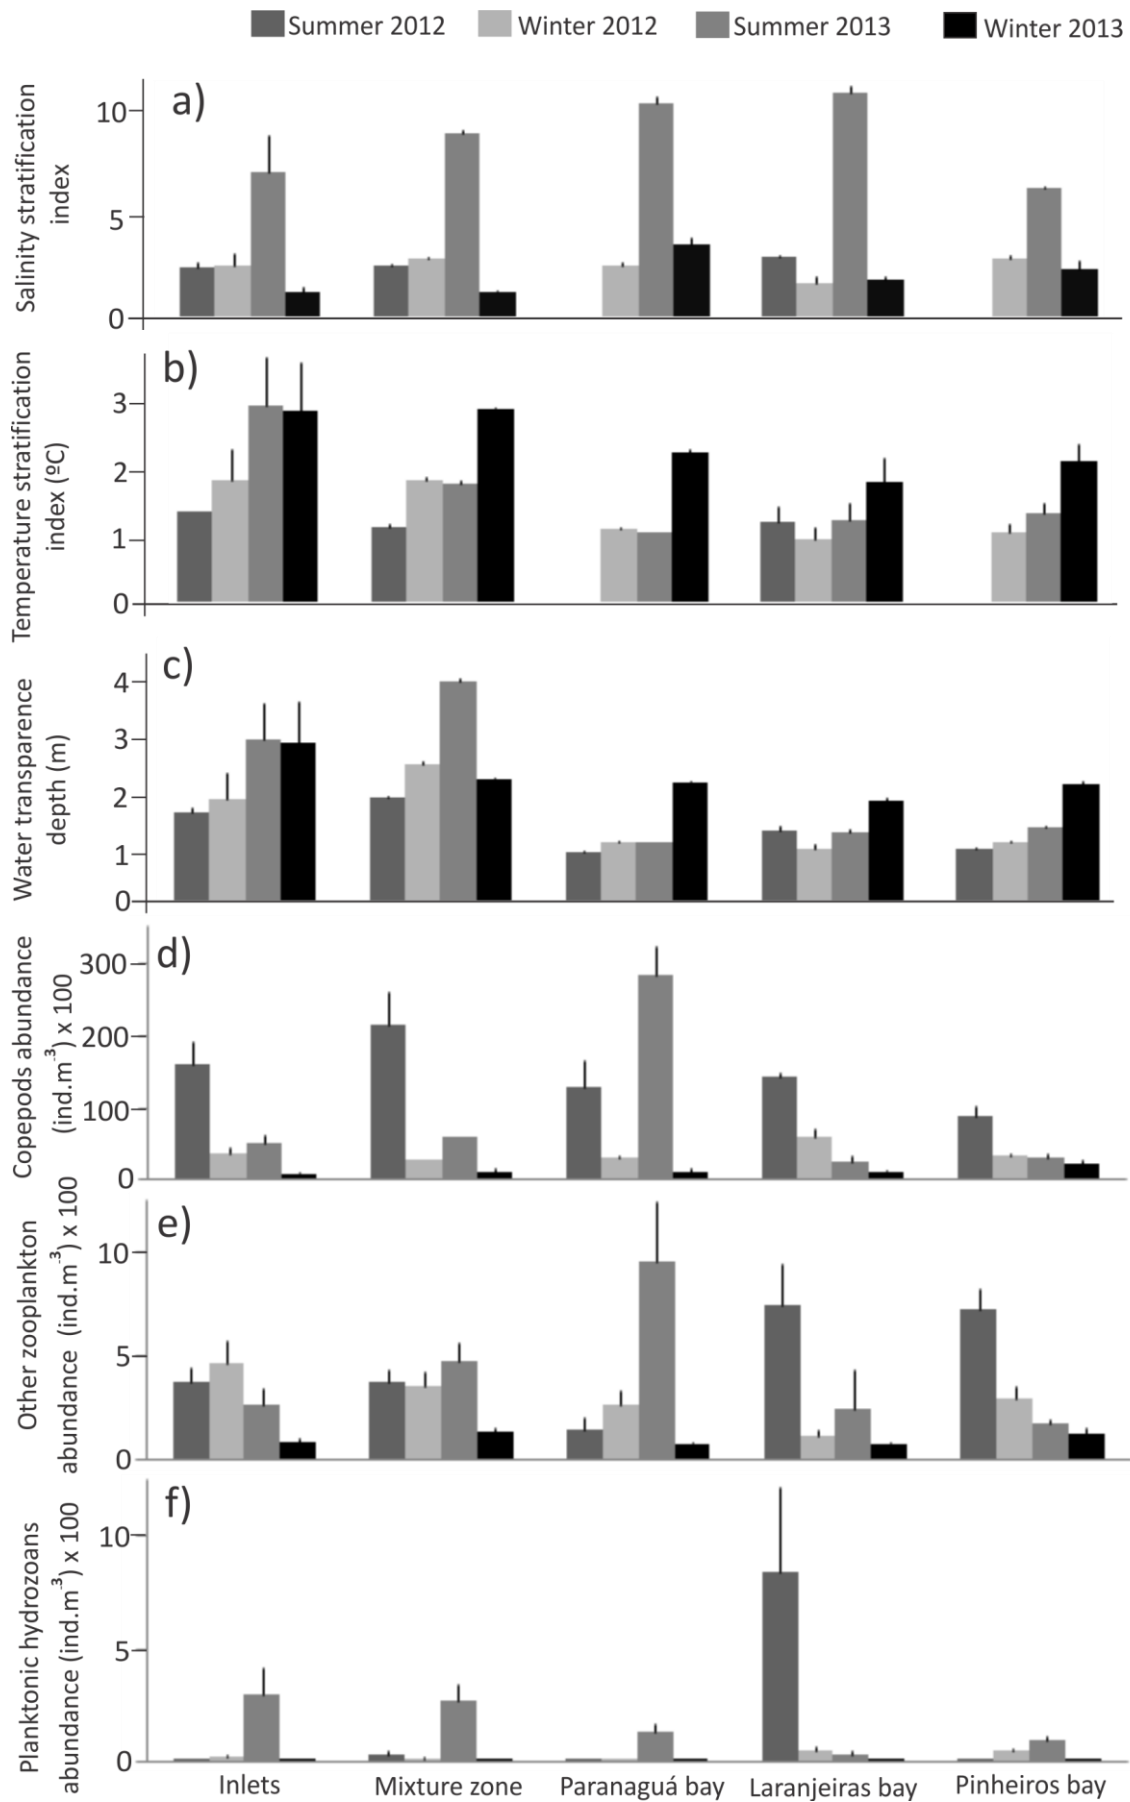 Summer 2012 Winter 2012 Summer 2013 Winter 2013
a)
Salinity stratification
index
10
5
0
b)
Temperature stratification
index (ºC)
3
2
1
0
c)
Water transparence
depth (m)
4
3
2
1
0
d)
Copepods abundance
(ind.m⁻³) x 100
300
200
100
0
e)
Other zooplankton
abundance (ind.m⁻³) x 100
10
5
0
f)
Planktonic hydrozoans
abundance (ind.m⁻³) x 100
10
5
0
Inlets Mixture zone Paranaguá bay Laranjeiras bay Pinheiros bay